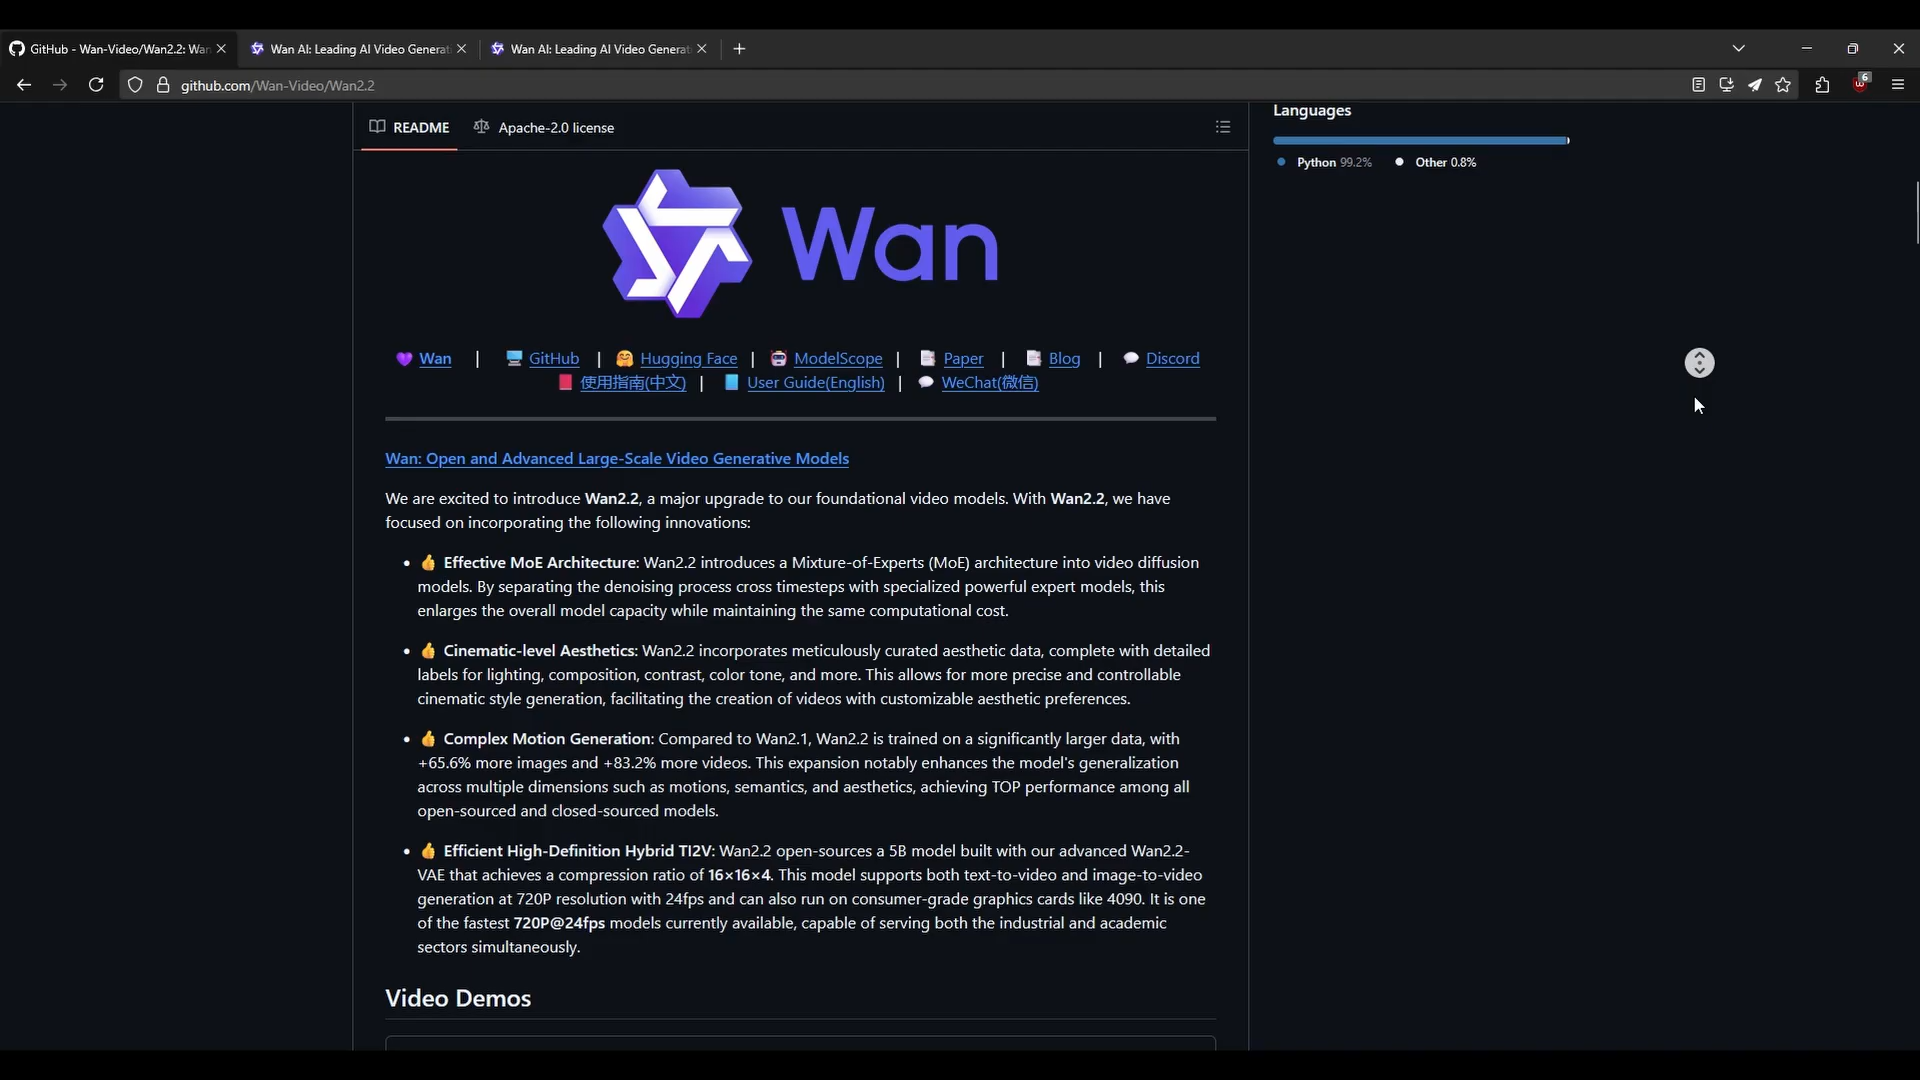 GitHub - Wan-Video/Wan2.2: Wan
Wan AI: Leading AI Video Generati
Wan AI: Leading AI Video Generati
github.com/Wan-Video/Wan2.2
6
README
Apache-2.0 license
Languages
Python 99.2%
Other 0.8%
Wan
💜 Wan | 🖥️ GitHub | 🤗 Hugging Face | 🤖 ModelScope | 📑 Paper | 📑 Blog | 💬 Discord
📕 使用指南(中文) | 📘 User Guide(English) | 💬 WeChat(微信)
Wan: Open and Advanced Large-Scale Video Generative Models
We are excited to introduce Wan2.2, a major upgrade to our foundational video models. With Wan2.2, we have
focused on incorporating the following innovations:
• 👍 Effective MoE Architecture: Wan2.2 introduces a Mixture-of-Experts (MoE) architecture into video diffusion
models. By separating the denoising process cross timesteps with specialized powerful expert models, this
enlarges the overall model capacity while maintaining the same computational cost.
• 👍 Cinematic-level Aesthetics: Wan2.2 incorporates meticulously curated aesthetic data, complete with detailed
labels for lighting, composition, contrast, color tone, and more. This allows for more precise and controllable
cinematic style generation, facilitating the creation of videos with customizable aesthetic preferences.
• 👍 Complex Motion Generation: Compared to Wan2.1, Wan2.2 is trained on a significantly larger data, with
+65.6% more images and +83.2% more videos. This expansion notably enhances the model's generalization
across multiple dimensions such as motions, semantics, and aesthetics, achieving TOP performance among all
open-sourced and closed-sourced models.
• 👍 Efficient High-Definition Hybrid TI2V: Wan2.2 open-sources a 5B model built with our advanced Wan2.2-
VAE that achieves a compression ratio of 16×16×4. This model supports both text-to-video and image-to-video
generation at 720P resolution with 24fps and can also run on consumer-grade graphics cards like 4090. It is one
of the fastest 720P@24fps models currently available, capable of serving both the industrial and academic
sectors simultaneously.
Video Demos